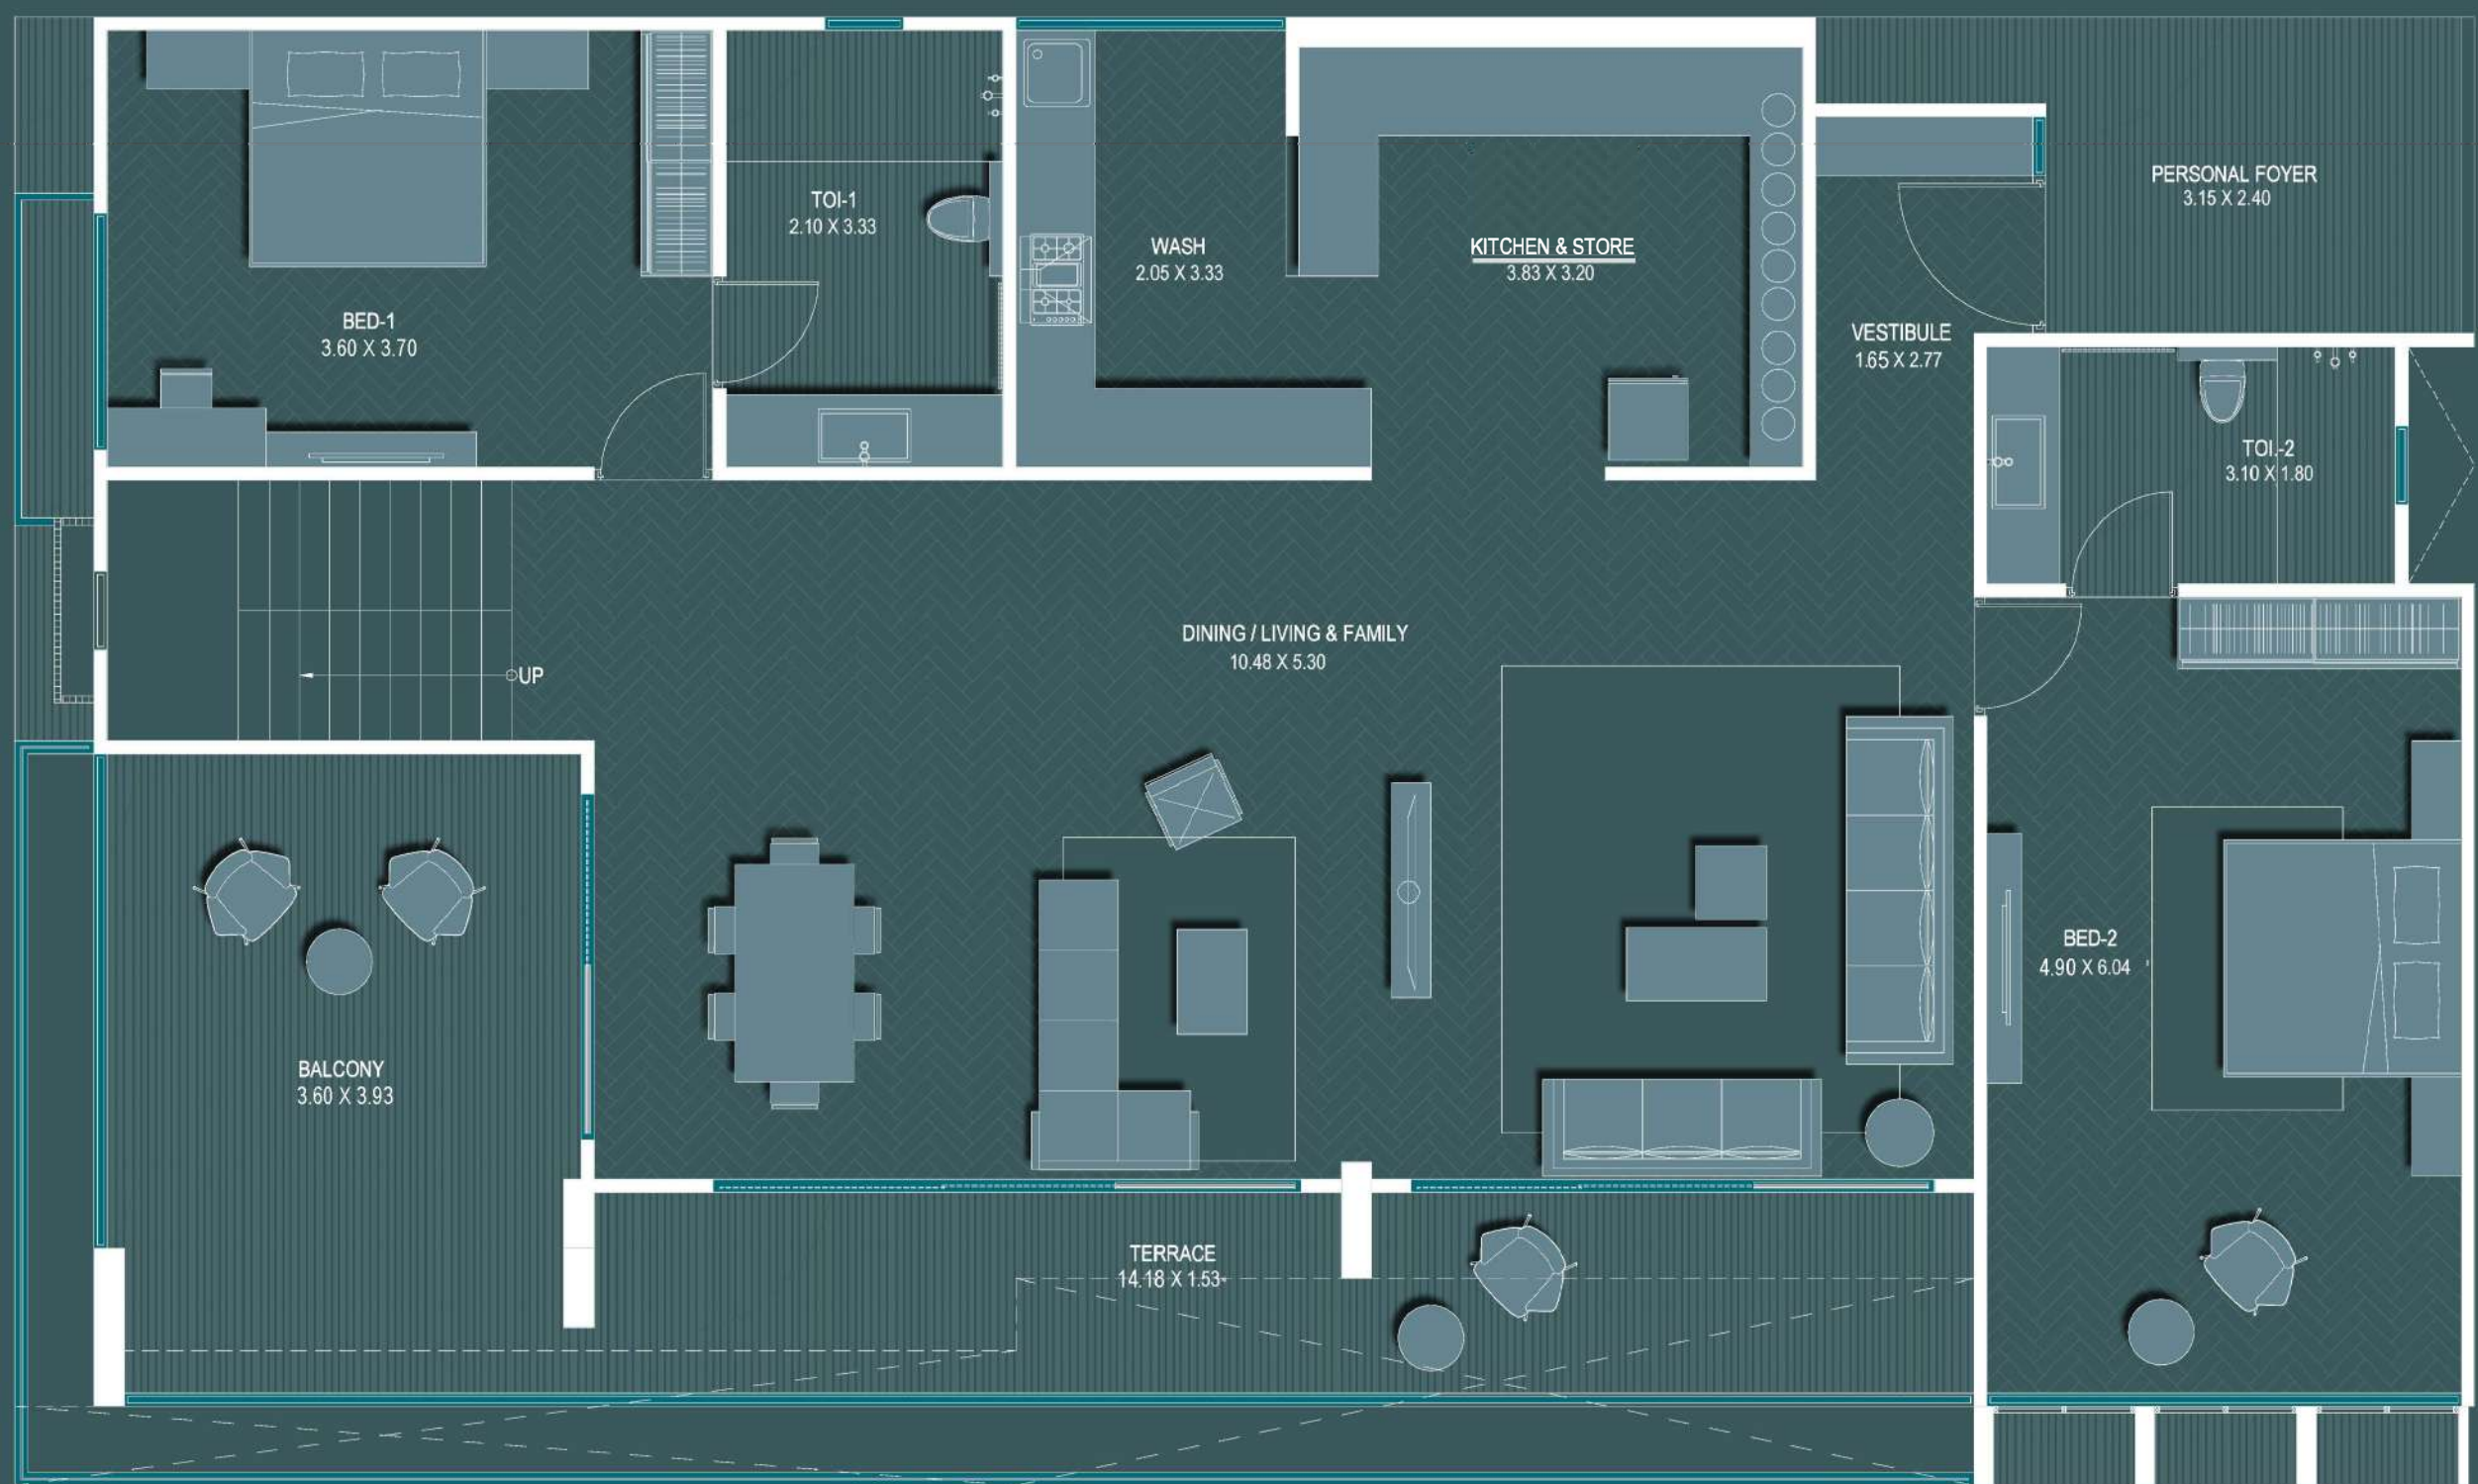 BED-1
3.60 X 3.70
TOI-1
2.10 X 3.33
WASH
2.05 X 3.33
KITCHEN & STORE
3.83 X 3.20
VESTIBULE
1.65 X 2.77
PERSONAL FOYER
3.15 X 2.40
TOI.-2
3.10 X 1.80
UP
DINING / LIVING & FAMILY
10.48 X 5.30
BALCONY
3.60 X 3.93
BED-2
4.90 X 6.04
TERRACE
14.18 X 1.53